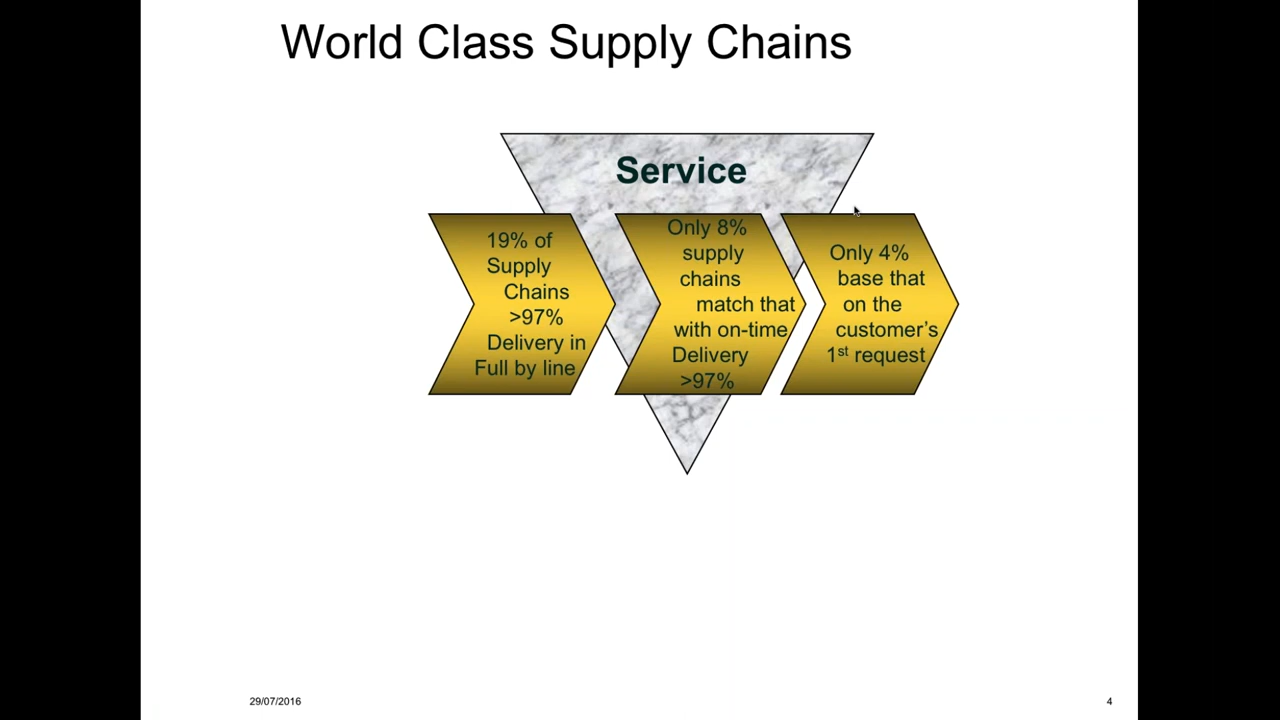 World Class Supply Chains
Service
19% of
Supply
Chains
>97%
Delivery in
Full by line
Only 8%
supply
chains
match that
with on-time
Delivery
>97%
Only 4%
base that
on the
customer’s
1st request
29/07/2016
4